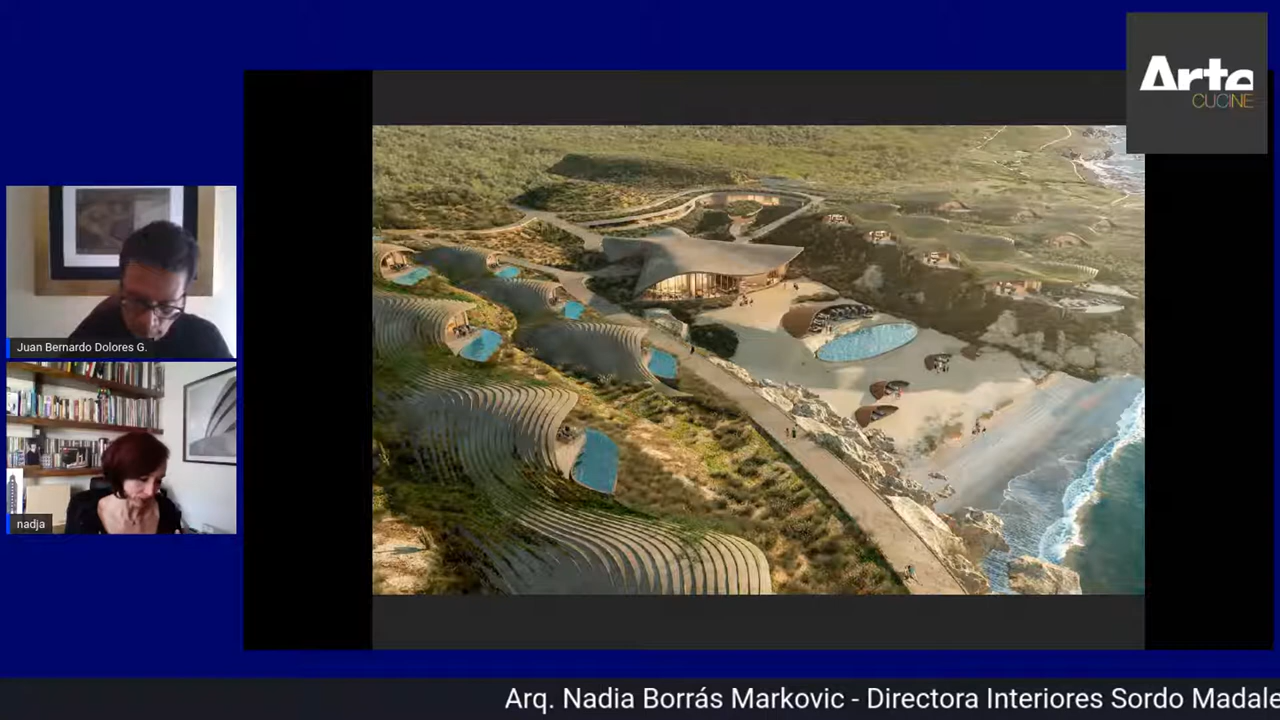 Arte
CUCINE
Juan Bernardo Dolores G.
nadja
Arq. Nadia Borrás Markovic - Directora Interiores Sordo Madale